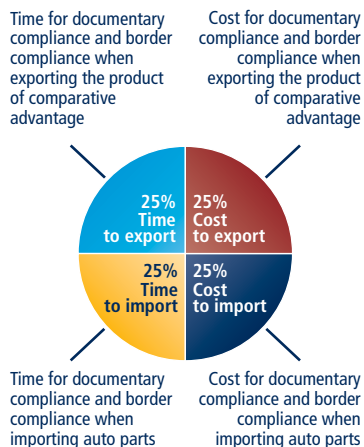 Time for documentary
compliance and border
compliance when
exporting the product
of comparative
advantage
Cost for documentary
compliance and border
compliance when
exporting the product
of comparative
advantage
25%
Time
to export
25%
Cost
to export
25%
Time
to import
25%
Cost
to import
Time for documentary
compliance and border
compliance when
importing auto parts
Cost for documentary
compliance and border
compliance when
importing auto parts